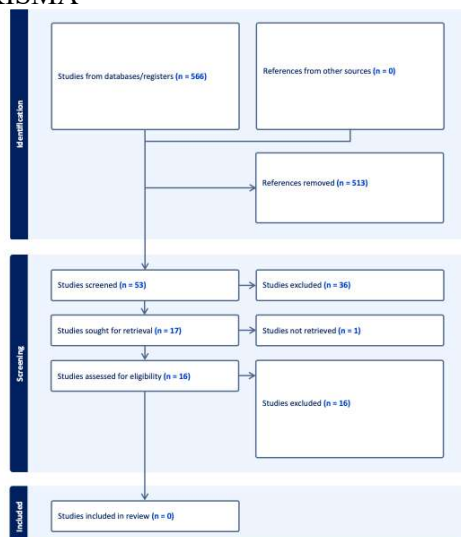 Identification
Studies from databases/registers (n = 566)
References from other sources (n = 0)
References removed (n = 513)
Screening
Studies screened (n = 53)
Studies excluded (n = 36)
Studies sought for retrieval (n = 17)
Studies not retrieved (n = 1)
Studies assessed for eligibility (n = 16)
Studies excluded (n = 16)
Included
Studies included in review (n = 0)